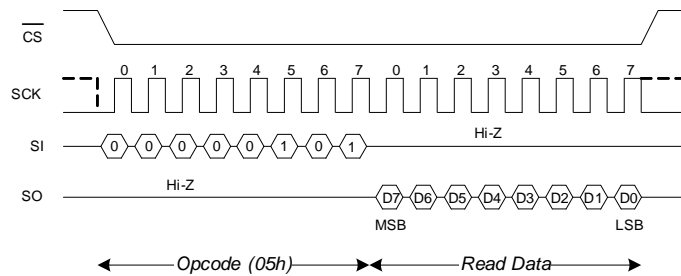 CS
0 1 2 3 4 5 6 7 0 1 2 3 4 5 6 7
SCK
Hi-Z
SI 0 0 0 0 0 1 0 1
Hi-Z
SO D7 D6 D5 D4 D3 D2 D1 D0
MSB LSB
Opcode (05h) Read Data